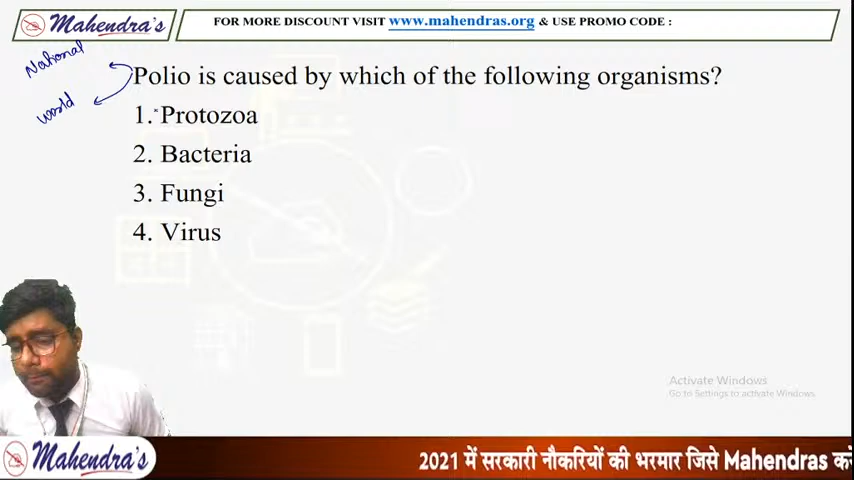 Mahendra's
FOR MORE DISCOUNT VISIT www.mahendras.org & USE PROMO CODE :
National
world
Polio is caused by which of the following organisms?
1. Protozoa
2. Bacteria
3. Fungi
4. Virus
Activate Windows
Go to Settings to activate Windows.
Mahendra's
2021 में सरकारी नौकरियों की भरमार जिसे Mahendras